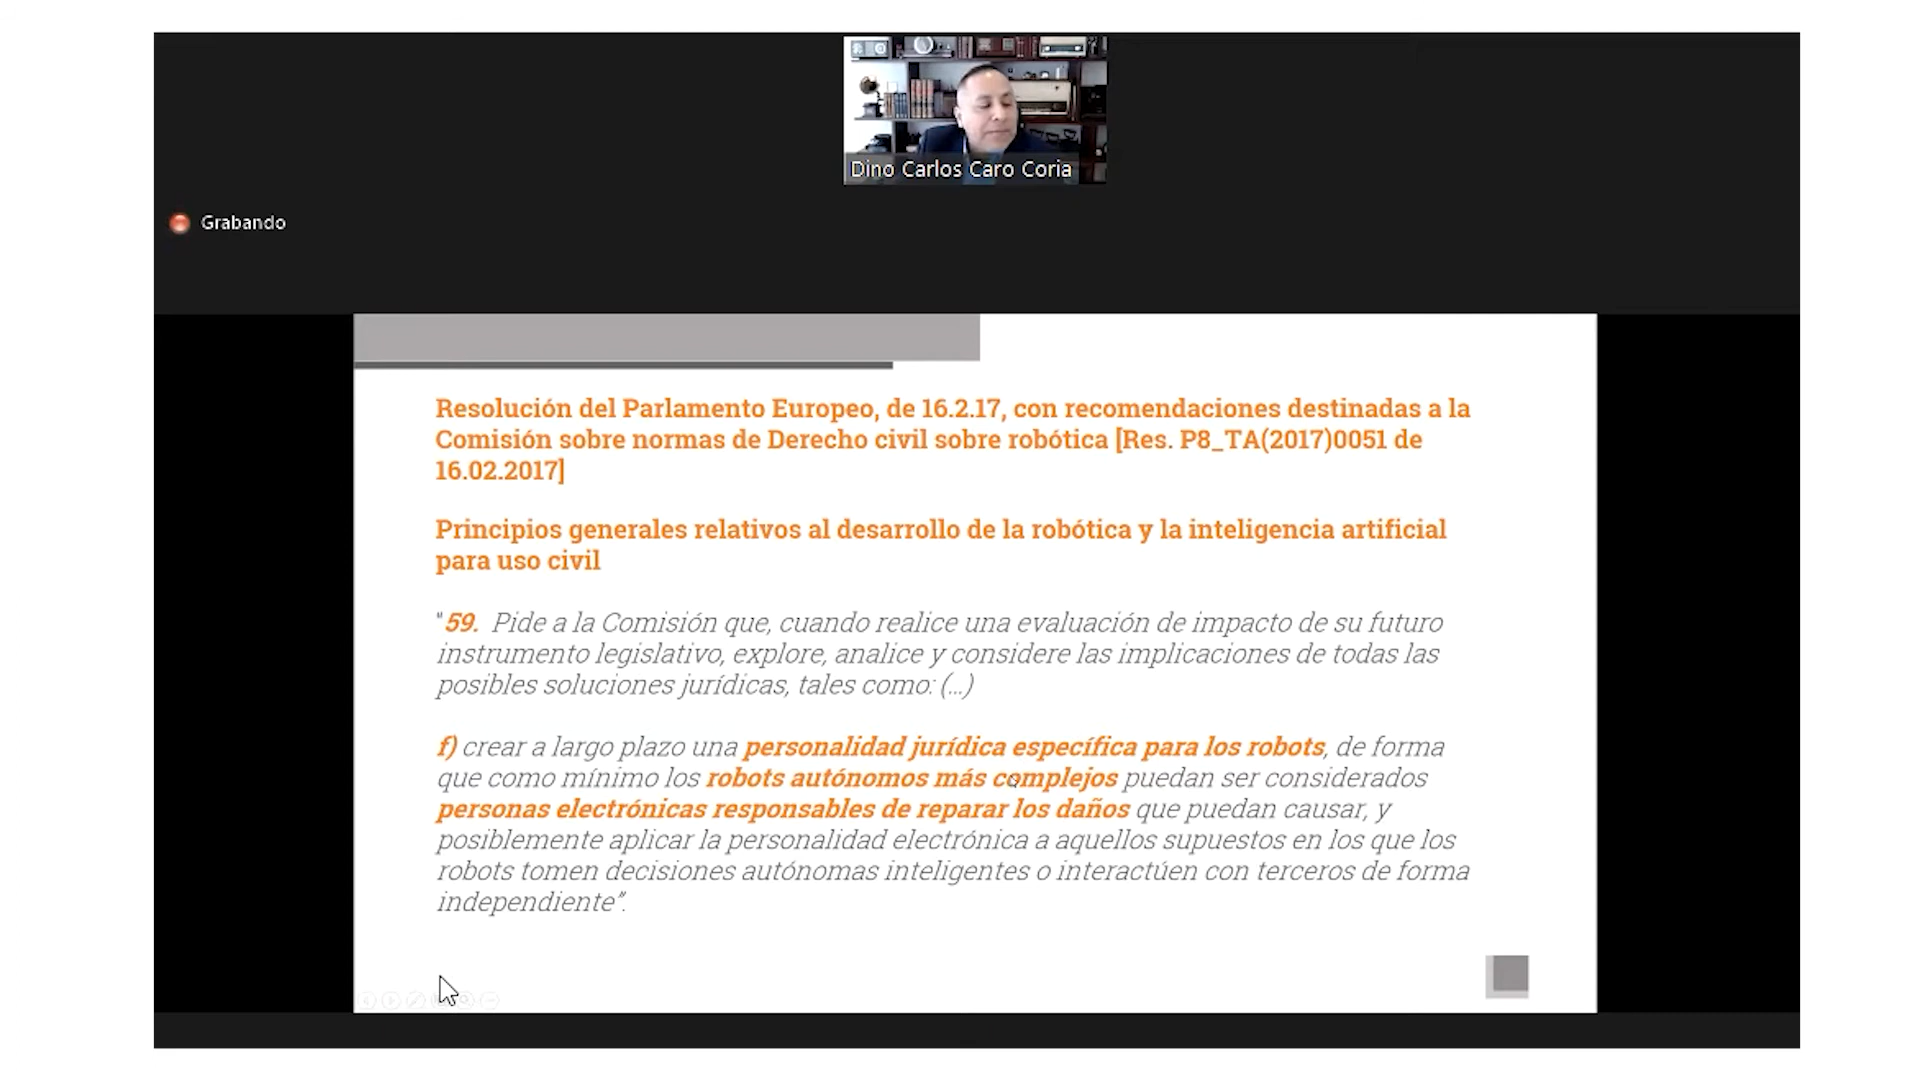 Dino Carlos Caro Coria
Grabando
Resolución del Parlamento Europeo, de 16.2.17, con recomendaciones destinadas a la
Comisión sobre normas de Derecho civil sobre robótica [Res. P8_TA(2017)0051 de
16.02.2017]
Principios generales relativos al desarrollo de la robótica y la inteligencia artificial
para uso civil
"59. Pide a la Comisión que, cuando realice una evaluación de impacto de su futuro
instrumento legislativo, explore, analice y considere las implicaciones de todas las
posibles soluciones jurídicas, tales como: (...)
f) crear a largo plazo una personalidad jurídica específica para los robots, de forma
que como mínimo los robots autónomos más complejos puedan ser considerados
personas electrónicas responsables de reparar los daños que puedan causar, y
posiblemente aplicar la personalidad electrónica a aquellos supuestos en los que los
robots tomen decisiones autónomas inteligentes o interactúen con terceros de forma
independiente”.